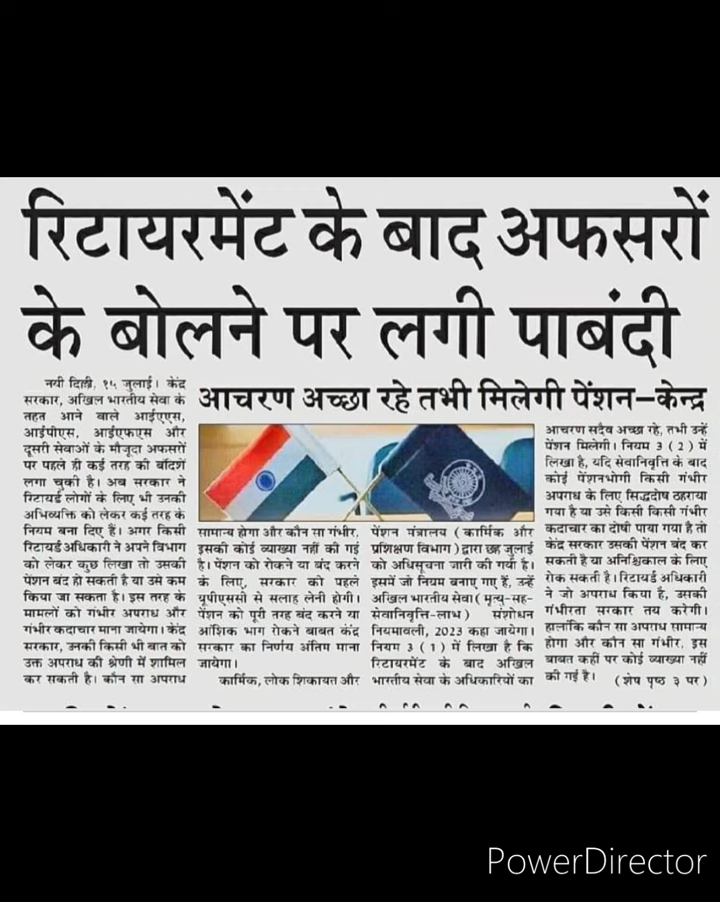 रिटायरमेंट के बाद अफसरों
के बोलने पर लगी पाबंदी
आचरण अच्छा रहे तभी मिलेगी पेंशन–केन्द्र
नयी दिल्ली, १५ जुलाई। केंद्र
सरकार, अखिल भारतीय सेवा के
तहत आने वाले आईएएस,
आईपीएस, आईएफएस और
दूसरी सेवाओं के मौजूदा अफसरों
पर पहले ही कई तरह की बंदिशें
लगा चुकी है। अब सरकार ने
रिटायर्ड लोगों के लिए भी उनकी
अभिव्यक्ति को लेकर कई तरह के
नियम बना दिए हैं। अगर किसी
रिटायर्ड अधिकारी ने अपने विभाग
को लेकर कुछ लिखा तो उसकी
पेंशन बंद हो सकती है या उसे कम
किया जा सकता है। इस तरह के
मामलों को गंभीर अपराध और
गंभीर कदाचार माना जायेगा। केंद्र
सरकार, उनकी किसी भी बात को
उक्त अपराध की श्रेणी में शामिल
कर सकती है। कौन सा अपराध
सामान्य होगा और कौन सा गंभीर,
इसकी कोई व्याख्या नहीं की गई
है। पेंशन को रोकने या बंद करने
के लिए, सरकार को पहले
यूपीएससी से सलाह लेनी होगी।
पेंशन को पूरी तरह बंद करने या
आंशिक भाग रोकने बाबत केंद्र
सरकार का निर्णय अंतिम माना
जायेगा।
कार्मिक, लोक शिकायत और
पेंशन मंत्रालय (कार्मिक और
प्रशिक्षण विभाग) द्वारा छह जुलाई
को अधिसूचना जारी की गयी है।
इसमें जो नियम बनाए गए हैं, उन्हें
अखिल भारतीय सेवा (मृत्यु-सह-
सेवानिवृत्ति-लाभ) संशोधन
नियमावली, 2023 कहा जायेगा।
नियम 3 (1) में लिखा है कि
रिटायरमेंट के बाद अखिल
भारतीय सेवा के अधिकारियों का
आचरण सदैव अच्छा रहे, तभी उन्हें
पेंशन मिलेगी। नियम 3 (2) में
लिखा है, यदि सेवानिवृत्ति के बाद
कोई पेंशनभोगी किसी गंभीर
अपराध के लिए सिद्धदोष ठहराया
गया है या उसे किसी किसी गंभीर
कदाचार का दोषी पाया गया है तो
केंद्र सरकार उसकी पेंशन बंद कर
सकती है या अनिश्चिकाल के लिए
रोक सकती है। रिटायर्ड अधिकारी
ने जो अपराध किया है, उसकी
गंभीरता सरकार तय करेगी।
हालांकि कौन सा अपराध सामान्य
होगा और कौन सा गंभीर, इस
बाबत कहीं पर कोई व्याख्या नहीं
की गई है। (शेष पृष्ठ ३ पर)
PowerDirector